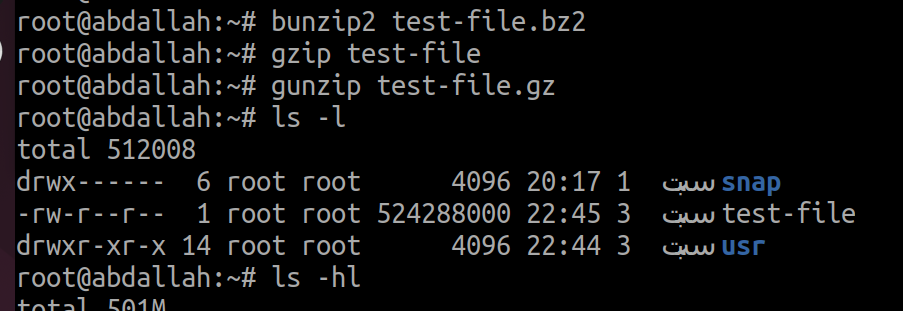 root@abdallah:~# bunzip2 test-file.bz2
root@abdallah:~# gzip test-file
root@abdallah:~# gunzip test-file.gz
root@abdallah:~# ls -l
total 512008
drwx------  6 root root      4096 20:17 1  سبت snap
-rw-r--r--  1 root root 524288000 22:45 3  سبت test-file
drwxr-xr-x 14 root root      4096 22:44 3  سبت usr
root@abdallah:~# ls -hl
total 501M